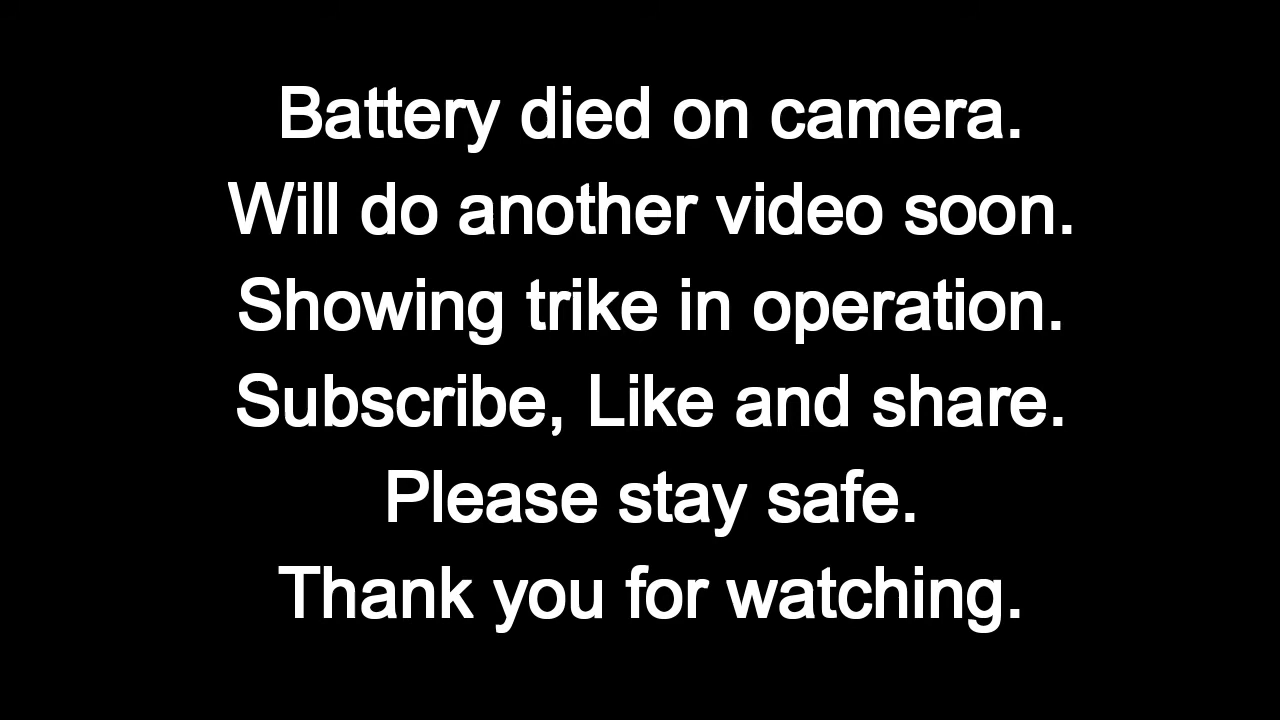 Battery died on camera.
Will do another video soon.
Showing trike in operation.
Subscribe, Like and share.
Please stay safe.
Thank you for watching.